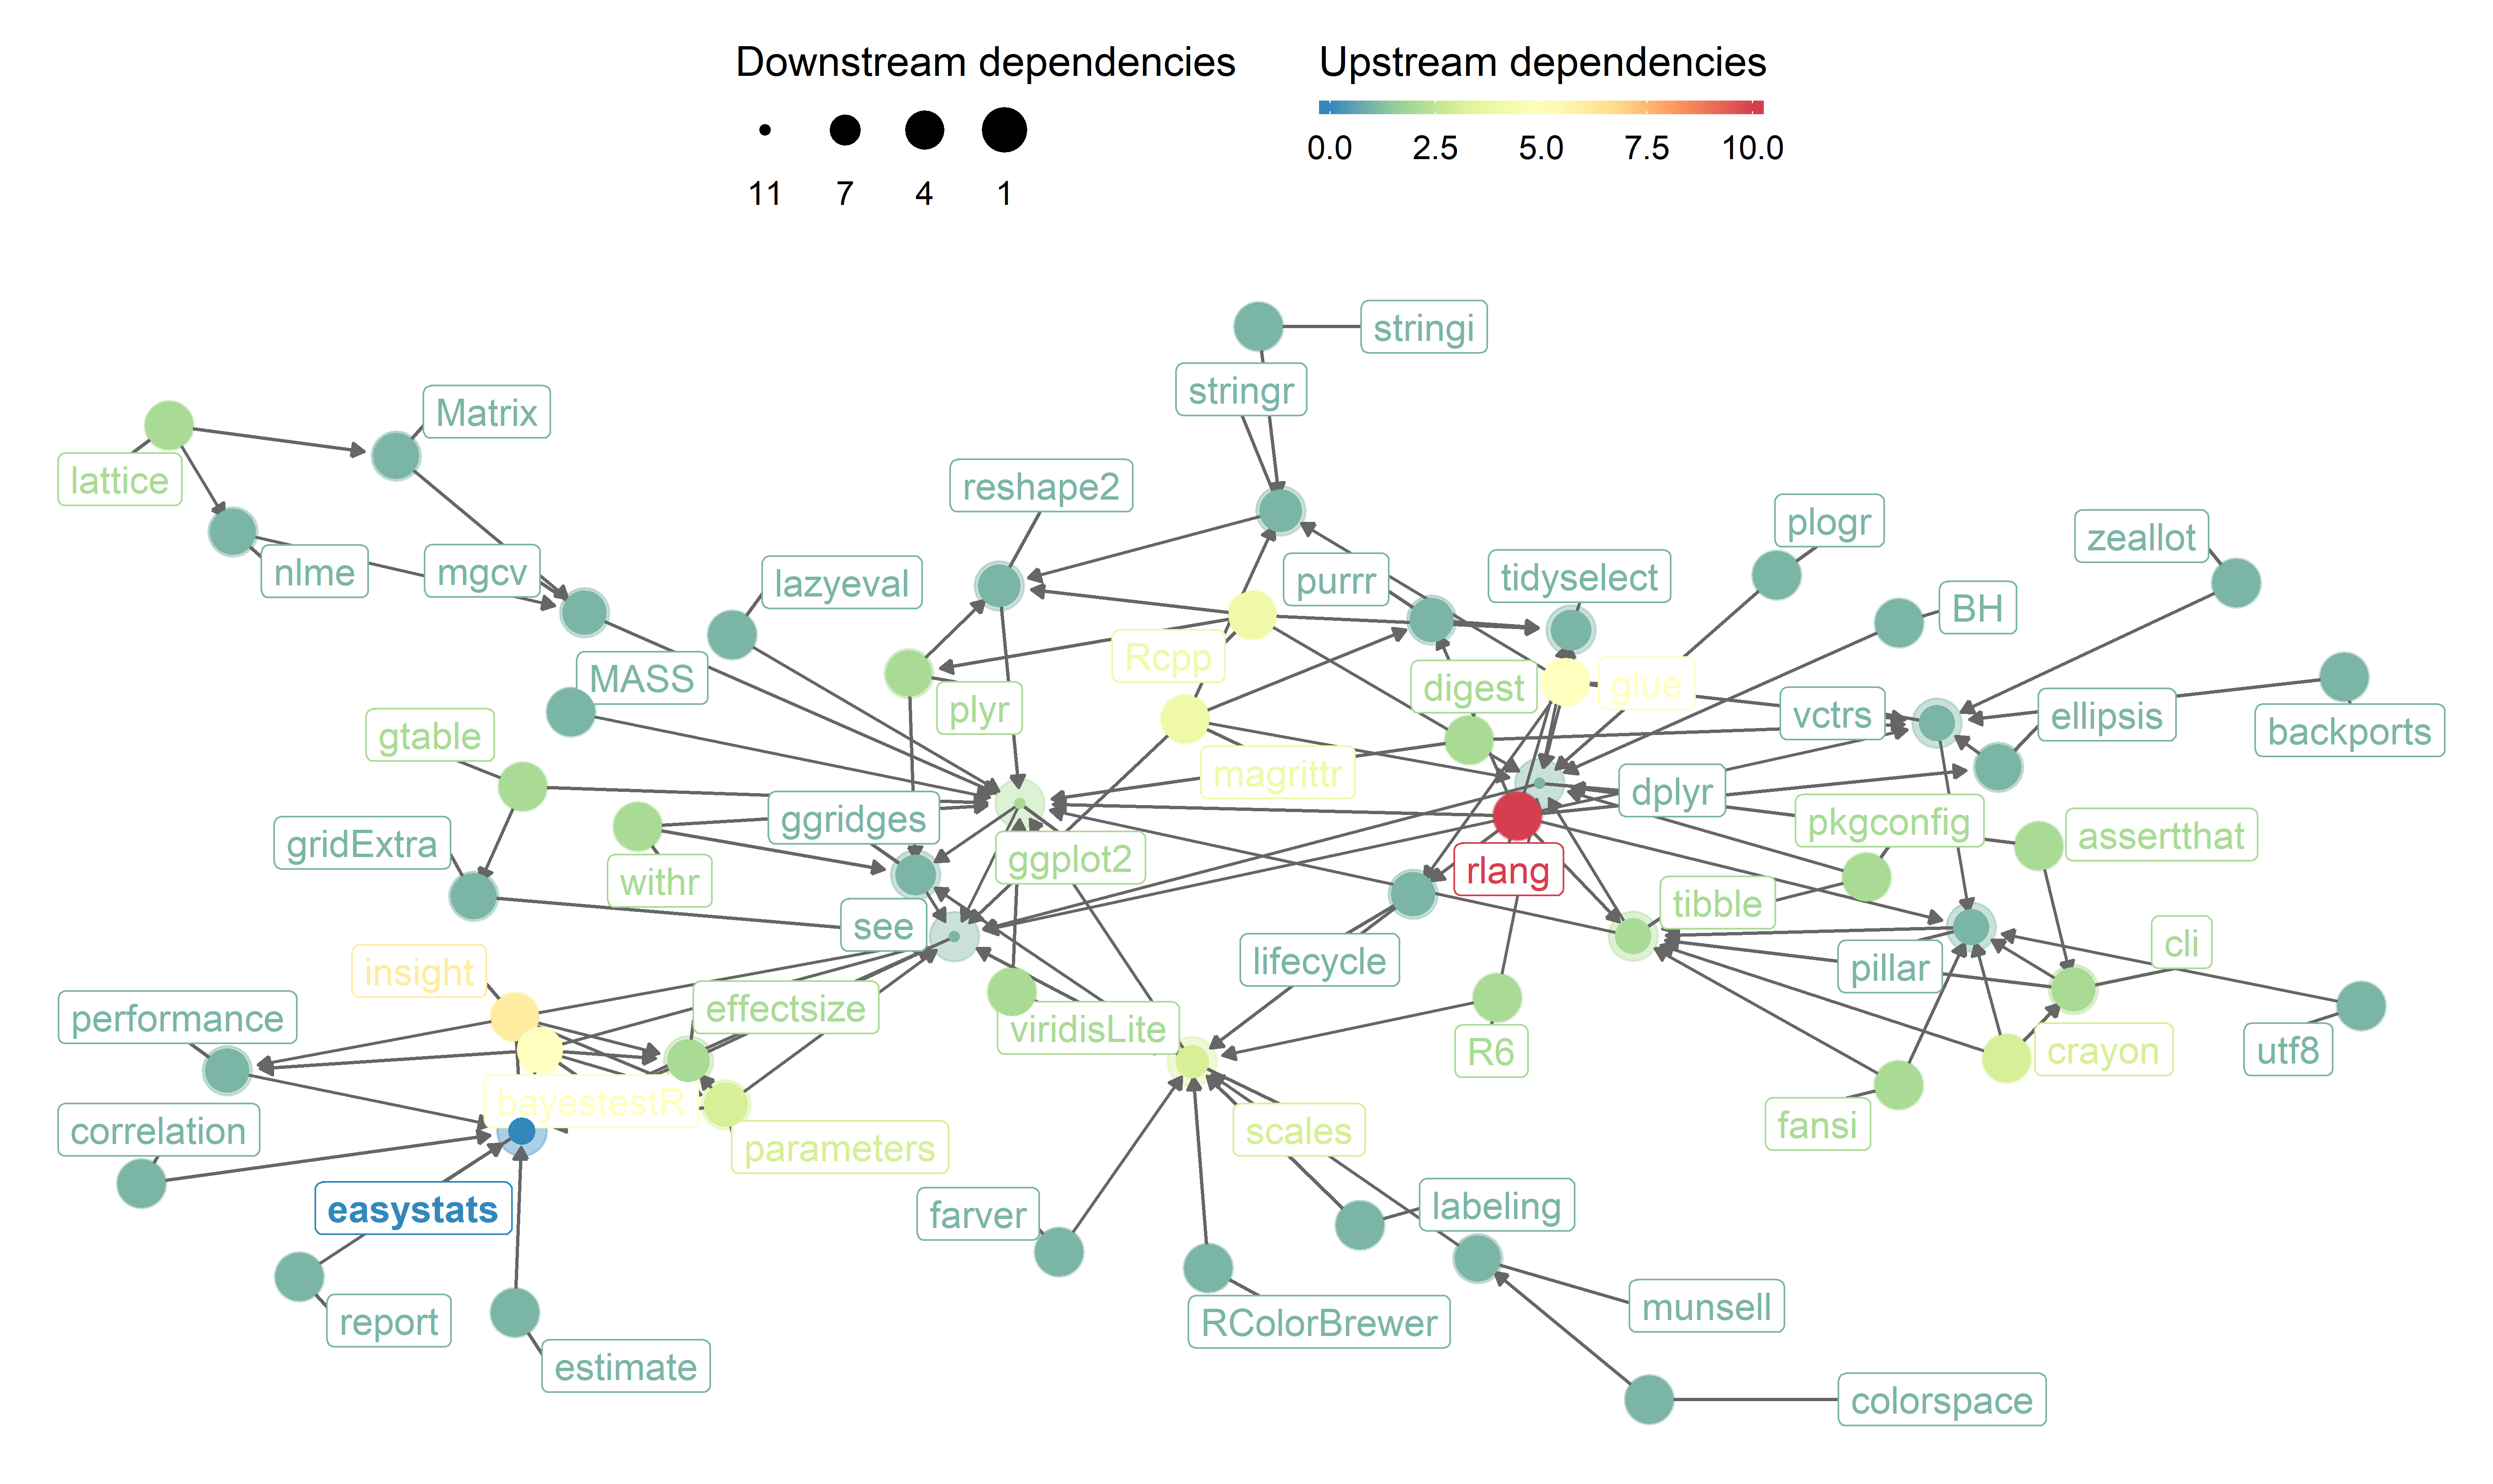 Downstream dependencies
11 7 4 1
Upstream dependencies
0.0 2.5 5.0 7.5 10.0
stringi
stringr
Matrix
lattice
reshape2
plogr
zeallot
nlme
mgcv
lazyeval
purrr
tidyselect
BH
MASS
Rcpp
digest
glue
plyr
vctrs
ellipsis
backports
gtable
magrittr
dplyr
ggridges
pkgconfig
assertthat
gridExtra
withr
ggplot2
rlang
tibble
see
cli
insight
lifecycle
pillar
performance
effectsize
viridisLite
R6
crayon
utf8
bayestestR
correlation
parameters
scales
fansi
easystats
farver
labeling
report
RColorBrewer
munsell
estimate
colorspace